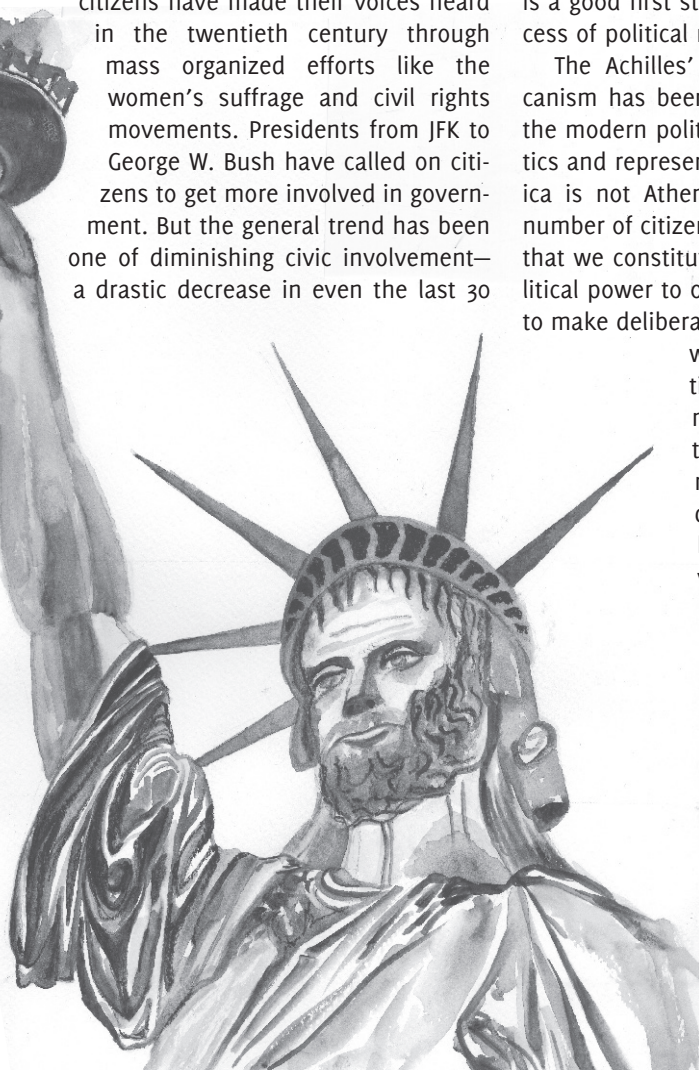 citizens have made their voices heard
in the twentieth century through
mass organized efforts like the
women’s suffrage and civil rights
movements. Presidents from JFK to
George W. Bush have called on citi-
zens to get more involved in govern-
ment. But the general trend has been
one of diminishing civic involvement—
a drastic decrease in even the last 30
is a good first st
cess of political
The Achilles’
canism has been
the modern polit
tics and represen
ica is not Ather
number of citizen
that we constitu
litical power to
to make delibera